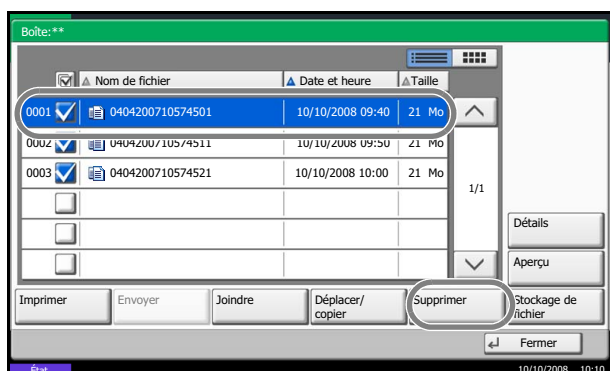 Boîte:**
Nom de fichier Date et heure Taille
0001 0404200710574501 10/10/2008 09:40 21 Mo
0002 0404200710574511 10/10/2008 09:50 21 Mo
0003 0404200710574521 10/10/2008 10:00 21 Mo
1/1
Détails
Aperçu
Imprimer Envoyer Joindre Déplacer/ copier Supprimer Stockage de fichier
Fermer
État 10/10/2008 10:10